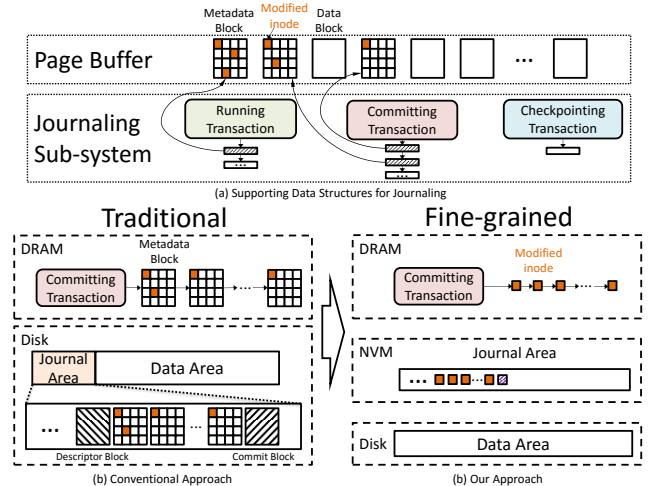 Metadata Block
Modified inode
Data Block
Page Buffer
...
Journaling Sub-system
Running Transaction
...
Committing Transaction
...
Checkpointing Transaction
(a) Supporting Data Structures for Journaling
Traditional
DRAM
Metadata Block
Committing Transaction
...
Disk
Journal Area
Data Area
...
...
Descriptor Block
Commit Block
(b) Conventional Approach
Fine-grained
DRAM
Modified inode
Committing Transaction
...
NVM
Journal Area
...
...
Disk
Data Area
(b) Our Approach